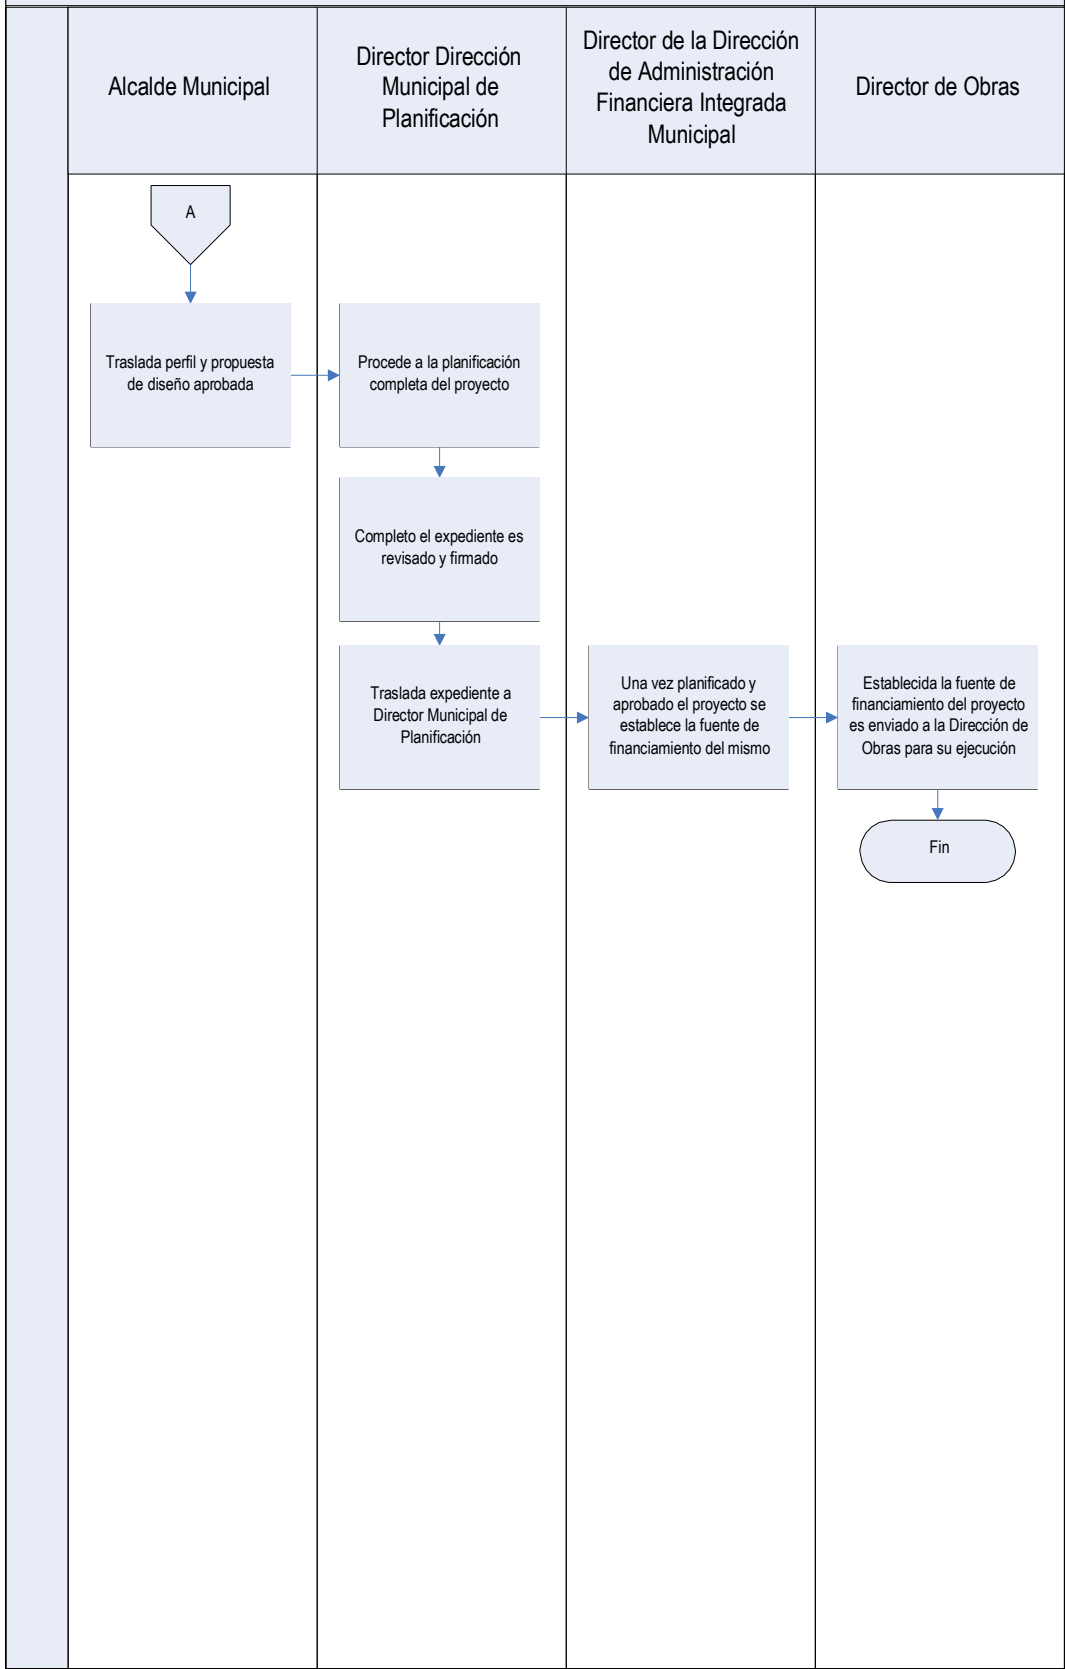 Alcalde Municipal
Director Dirección
Municipal de
Planificación
Director de la Dirección
de Administración
Financiera Integrada
Municipal
Director de Obras
A
Traslada perfil y propuesta
de diseño aprobada
Procede a la planificación
completa del proyecto
Completo el expediente es
revisado y firmado
Traslada expediente a
Director Municipal de
Planificación
Una vez planificado y
aprobado el proyecto se
establece la fuente de
financiamiento del mismo
Establecida la fuente de
financiamiento del proyecto
es enviado a la Dirección de
Obras para su ejecución
Fin